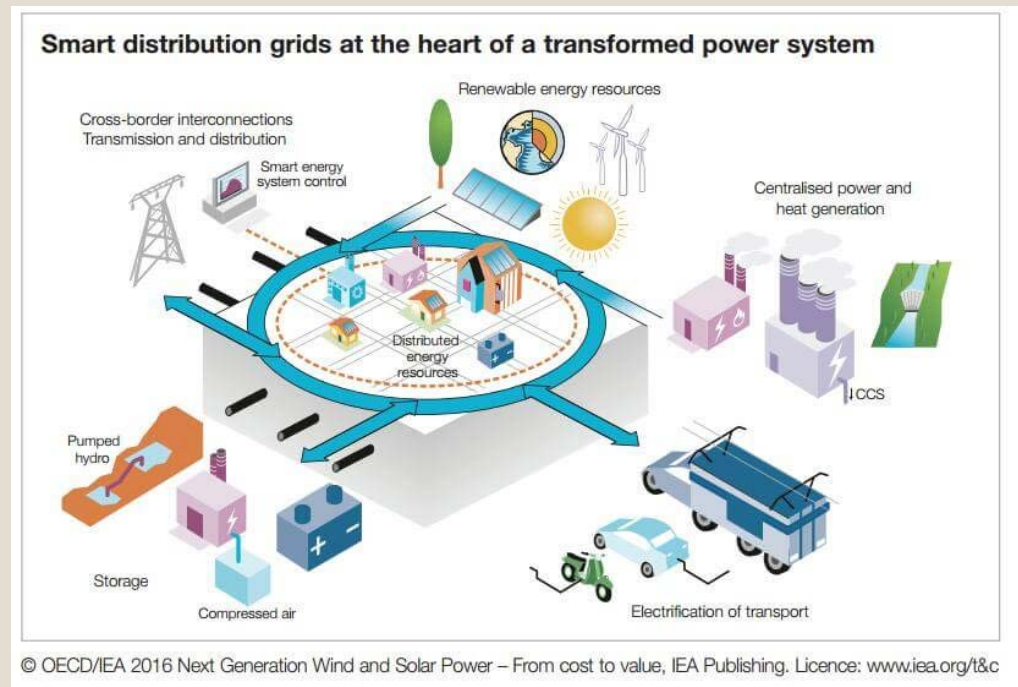 Smart distribution grids at the heart of a transformed power system
Renewable energy resources
Cross-border interconnections
Transmission and distribution
Smart energy
system control
Centralised power and
heat generation
Distributed
energy
resources
CCS
Pumped
hydro
+ -
+ -
Storage
Compressed air
Electrification of transport
© OECD/IEA 2016 Next Generation Wind and Solar Power – From cost to value, IEA Publishing. Licence: www.iea.org/t&c